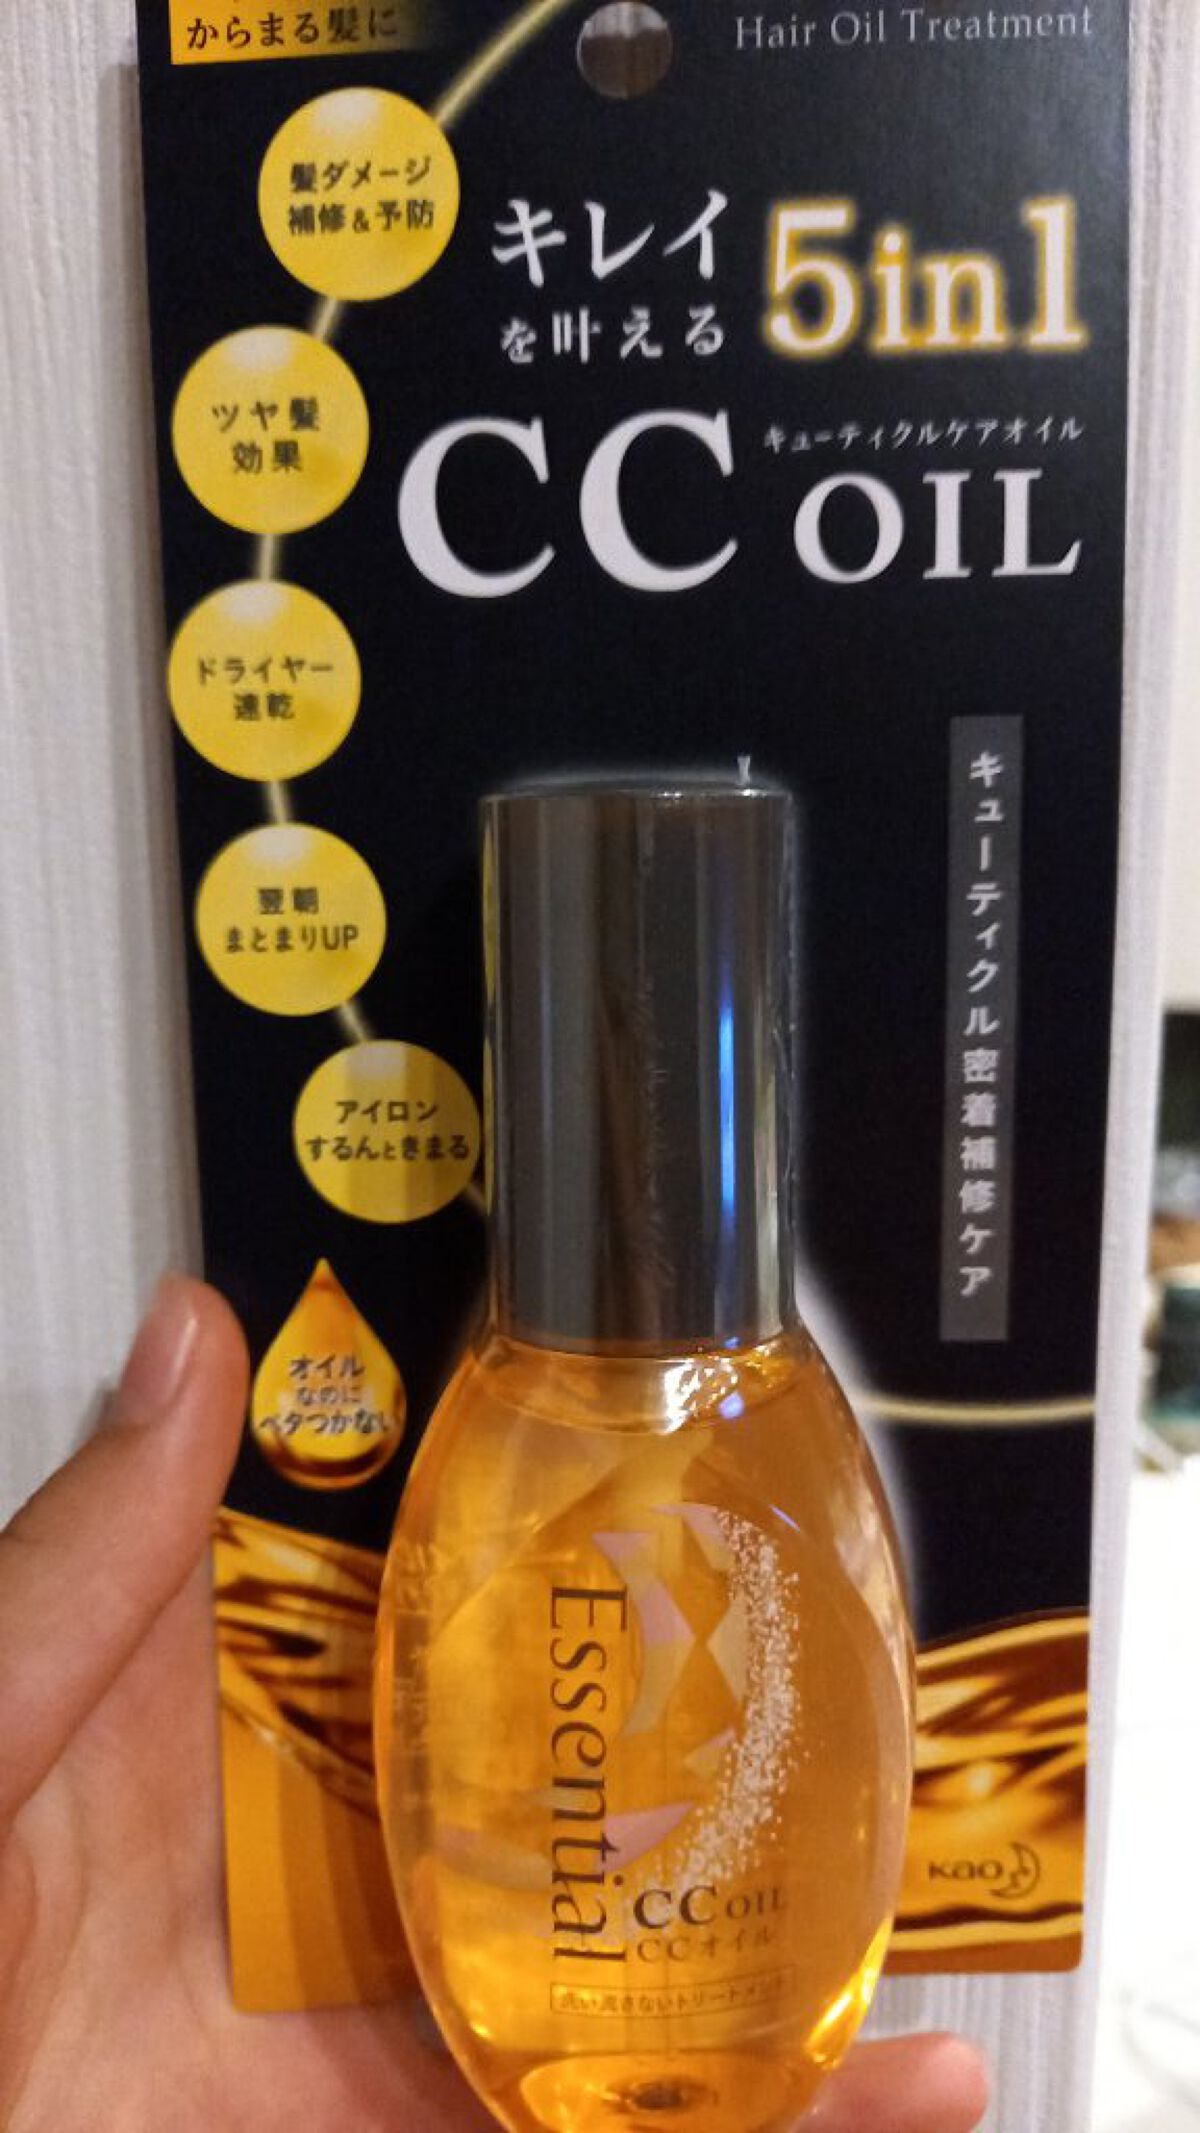 からまる髪に
Hair Oil Treatment
髪ダメージ
補修&予防
キレイ
を叶える
5in1
ツヤ髪
効果
CC OIL
キューティクルケアオイル
ドライヤー
速乾
翌朝
まとまりUP
アイロン
するんときまる
キューティクル密着補修ケア
オイル
なのに
ベタつかない
Essential
CC OIL
CCオイル
洗い流さないトリートメント
Kao